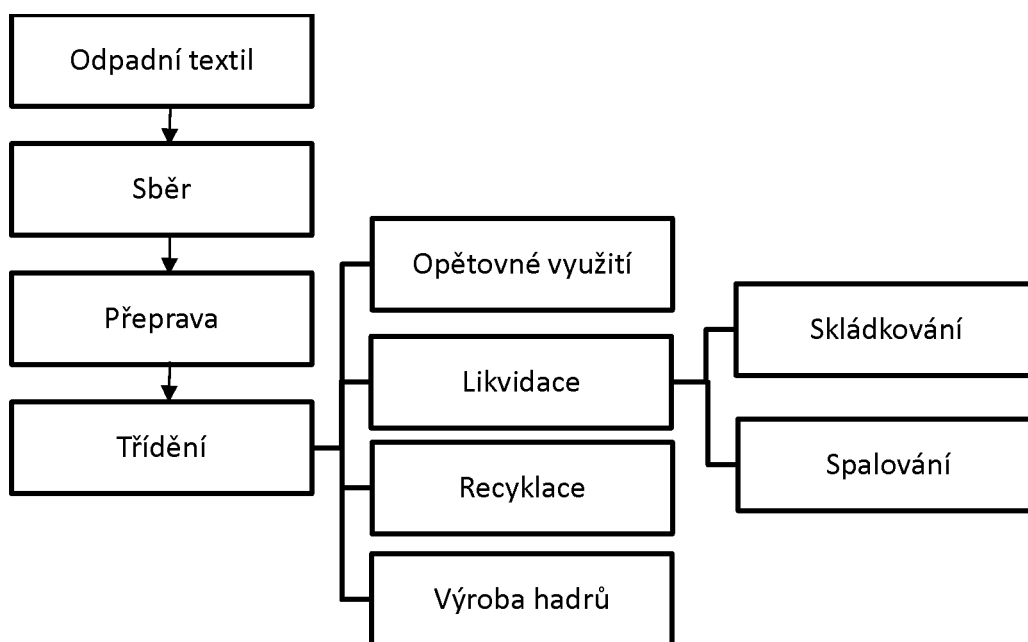 Odpadní textil
Sběr
Přeprava
Třídění
Opětovné využití
Likvidace
Recyklace
Výroba hadrů
Skládkování
Spalování